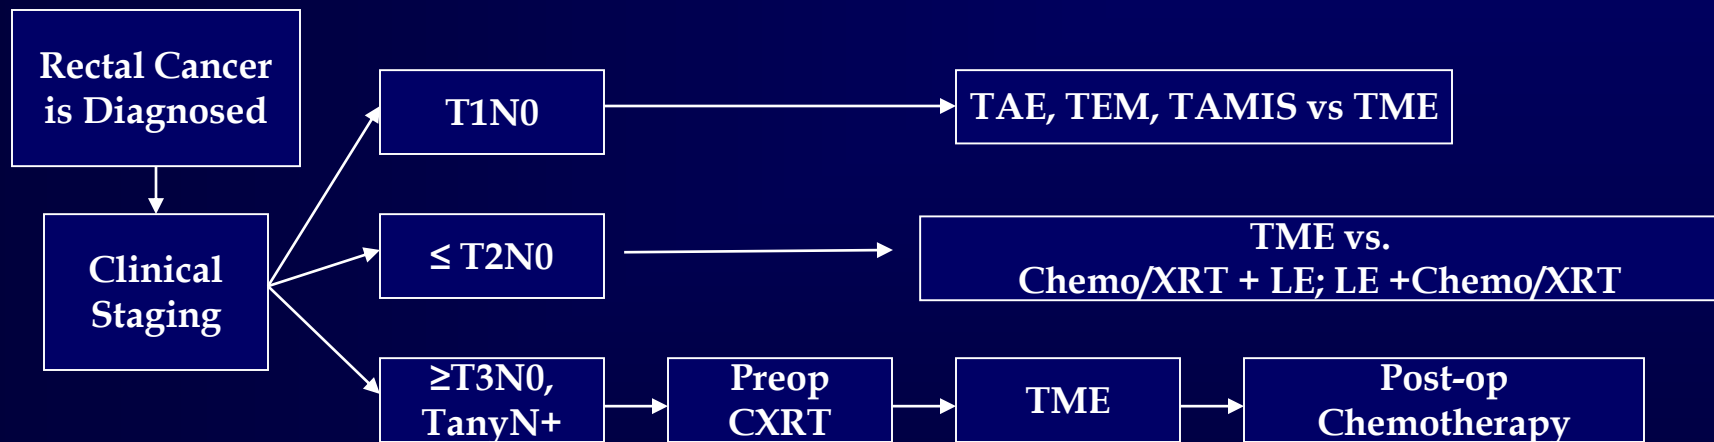 Rectal Cancer
is Diagnosed
Clinical
Staging
T1N0
TAE, TEM, TAMIS vs TME
≤ T2N0
TME vs.
Chemo/XRT + LE; LE +Chemo/XRT
≥T3N0,
TanyN+
Preop
CXRT
TME
Post-op
Chemotherapy